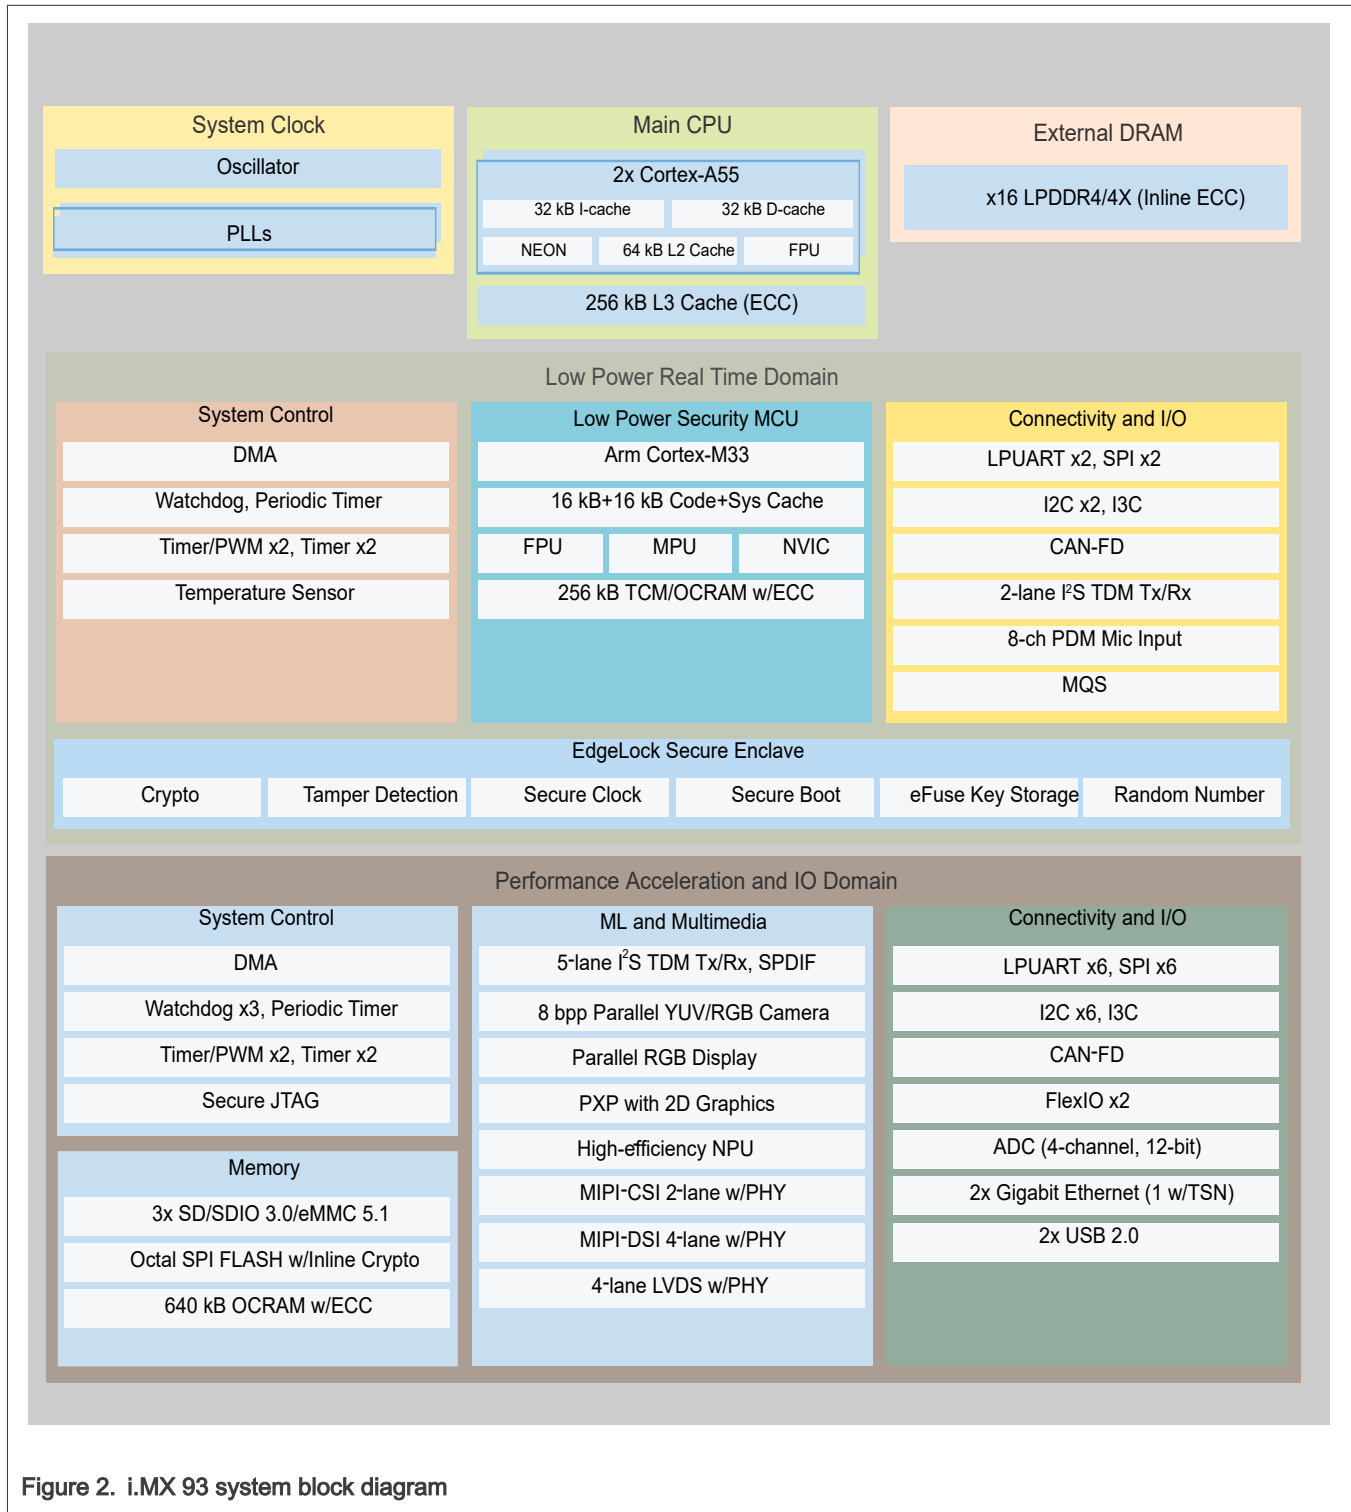 System Clock
Oscillator
PLLs
Main CPU
2x Cortex-A55
32 kB I-cache
32 kB D-cache
NEON
64 kB L2 Cache
FPU
256 kB L3 Cache (ECC)
External DRAM
x16 LPDDR4/4X (Inline ECC)
Low Power Real Time Domain
System Control
DMA
Watchdog, Periodic Timer
Timer/PWM x2, Timer x2
Temperature Sensor
Low Power Security MCU
Arm Cortex-M33
16 kB+16 kB Code+Sys Cache
FPU
MPU
NVIC
256 kB TCM/OCRAM w/ECC
Connectivity and I/O
LPUART x2, SPI x2
I2C x2, I3C
CAN-FD
2-lane I²S TDM Tx/Rx
8-ch PDM Mic Input
MQS
EdgeLock Secure Enclave
Crypto
Tamper Detection
Secure Clock
Secure Boot
eFuse Key Storage
Random Number
Performance Acceleration and IO Domain
System Control
DMA
Watchdog x3, Periodic Timer
Timer/PWM x2, Timer x2
Secure JTAG
Memory
3x SD/SDIO 3.0/eMMC 5.1
Octal SPI FLASH w/Inline Crypto
640 kB OCRAM w/ECC
ML and Multimedia
5-lane I²S TDM Tx/Rx, SPDIF
8 bpp Parallel YUV/RGB Camera
Parallel RGB Display
PXP with 2D Graphics
High-efficiency NPU
MIPI-CSI 2-lane w/PHY
MIPI-DSI 4-lane w/PHY
4-lane LVDS w/PHY
Connectivity and I/O
LPUART x6, SPI x6
I2C x6, I3C
CAN-FD
FlexIO x2
ADC (4-channel, 12-bit)
2x Gigabit Ethernet (1 w/TSN)
2x USB 2.0
Figure 2. i.MX 93 system block diagram